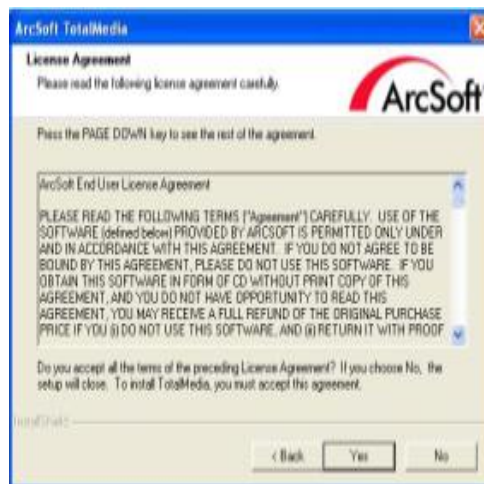 ArcSoft TotalMedia
License Agreement
Please read the following license agreement carefully.
ArcSoft
Press the PAGE DOWN key to see the rest of the agreement.
ArcSoft End User License Agreement
PLEASE READ THE FOLLOWING TERMS ("Agreement") CAREFULLY. USE OF THE
SOFTWARE (defined below) PROVIDED BY ARCSOFT IS PERMITTED ONLY UNDER
AND IN ACCORDANCE WITH THIS AGREEMENT. IF YOU DO NOT AGREE TO BE
BOUND BY THIS AGREEMENT, PLEASE DO NOT USE THIS SOFTWARE. IF YOU
OBTAIN THIS SOFTWARE IN FORM OF CD WITHOUT PRINT COPY OF THIS
AGREEMENT, AND YOU DO NOT HAVE OPPORTUNITY TO READ THIS
AGREEMENT, YOU MAY RECEIVE A FULL REFUND OF THE ORIGINAL PURCHASE
PRICE IF YOU (i) DO NOT USE THIS SOFTWARE, AND (ii) RETURN IT WITH PROOF
Do you accept all the terms of the preceding License Agreement? If you choose No, the
setup will close. To install TotalMedia, you must accept this agreement.
InstallShield
< Back
Yes
No